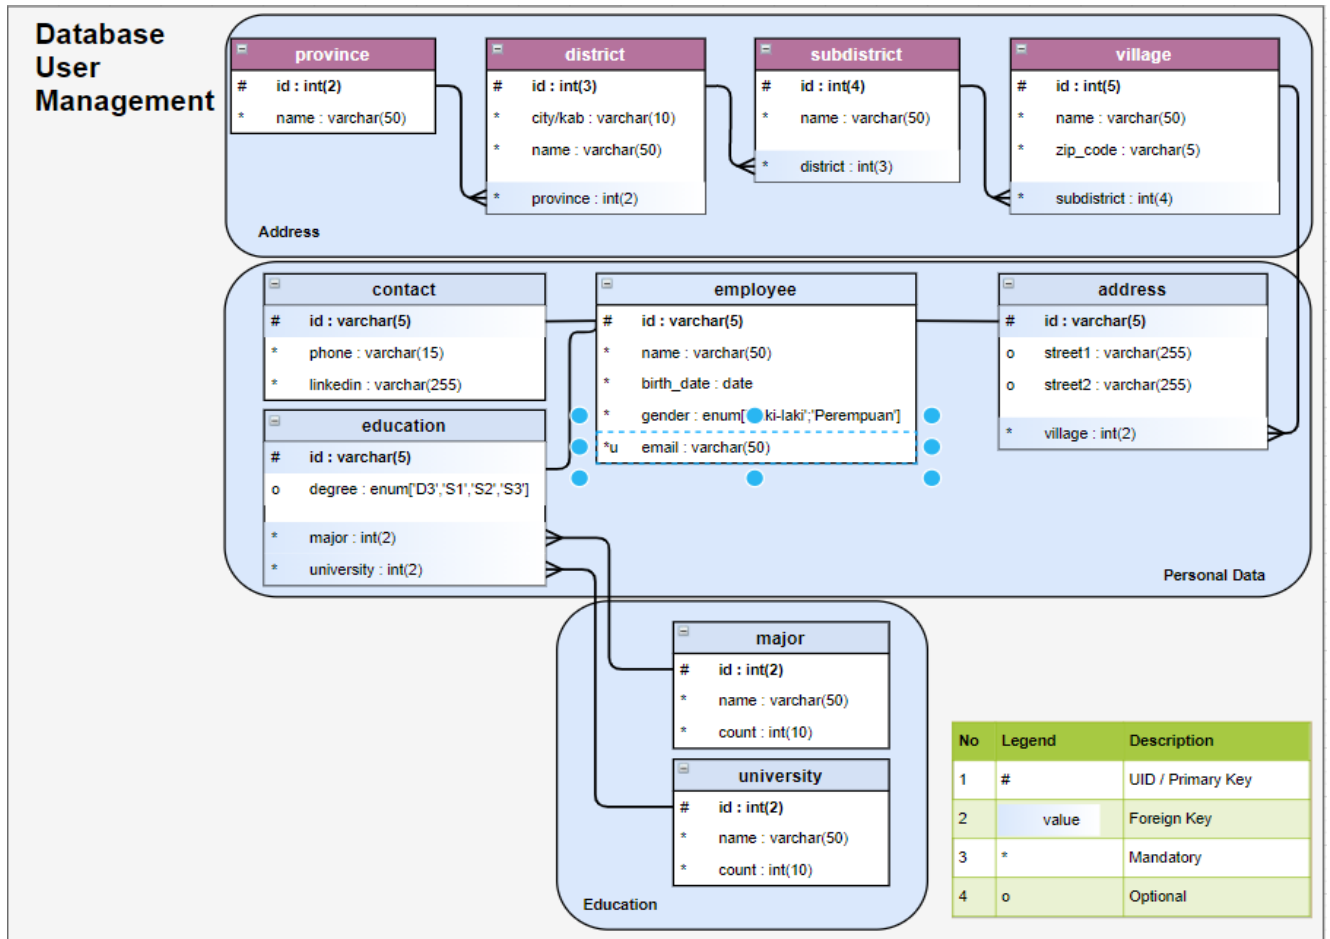 Database
User
Management
province
# id : int(2)
* name : varchar(50)
district
# id : int(3)
* city/kab : varchar(10)
* name : varchar(50)
* province : int(2)
subdistrict
# id : int(4)
* name : varchar(50)
* district : int(3)
village
# id : int(5)
* name : varchar(50)
* zip_code : varchar(5)
* subdistrict : int(4)
Address
contact
# id : varchar(5)
* phone : varchar(15)
* linkedin : varchar(255)
employee
# id : varchar(5)
* name : varchar(50)
* birth_date : date
* gender : enum[ ki-laki';'Perempuan']
*u email : varchar(50)
address
# id : varchar(5)
o street1 : varchar(255)
o street2 : varchar(255)
* village : int(2)
education
# id : varchar(5)
o degree : enum['D3','S1','S2','S3']
* major : int(2)
* university : int(2)
Personal Data
major
# id : int(2)
* name : varchar(50)
* count : int(10)
university
# id : int(2)
* name : varchar(50)
* count : int(10)
Education
No Legend Description
1 # UID / Primary Key
2 value Foreign Key
3 * Mandatory
4 o Optional